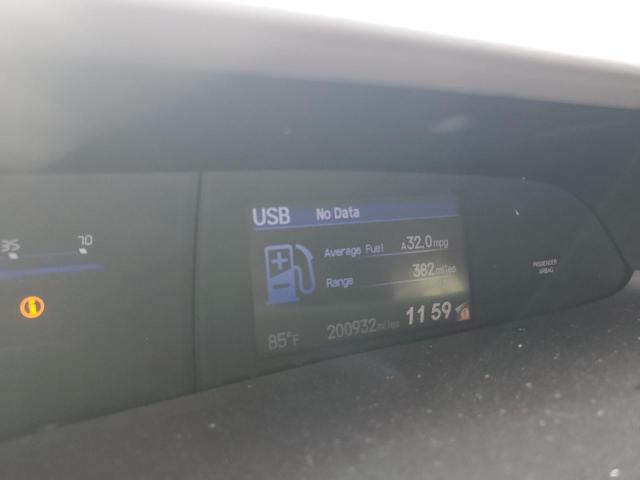 USB No Data
Average Fuel A32.0mpg
Range 382miles
11 59
85°F 200932miles
35 70
i
PASSENGER
AIRBAG